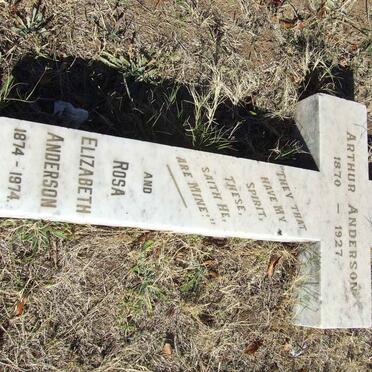 ARTHUR ANDERSON
1870 — 1927.
"THEY THAT
HAVE MY
SPIRIT,
THESE,
SAITH HE,
ARE MINE."
AND
ROSA
ELIZABETH
ANDERSON
1874 - 1974.